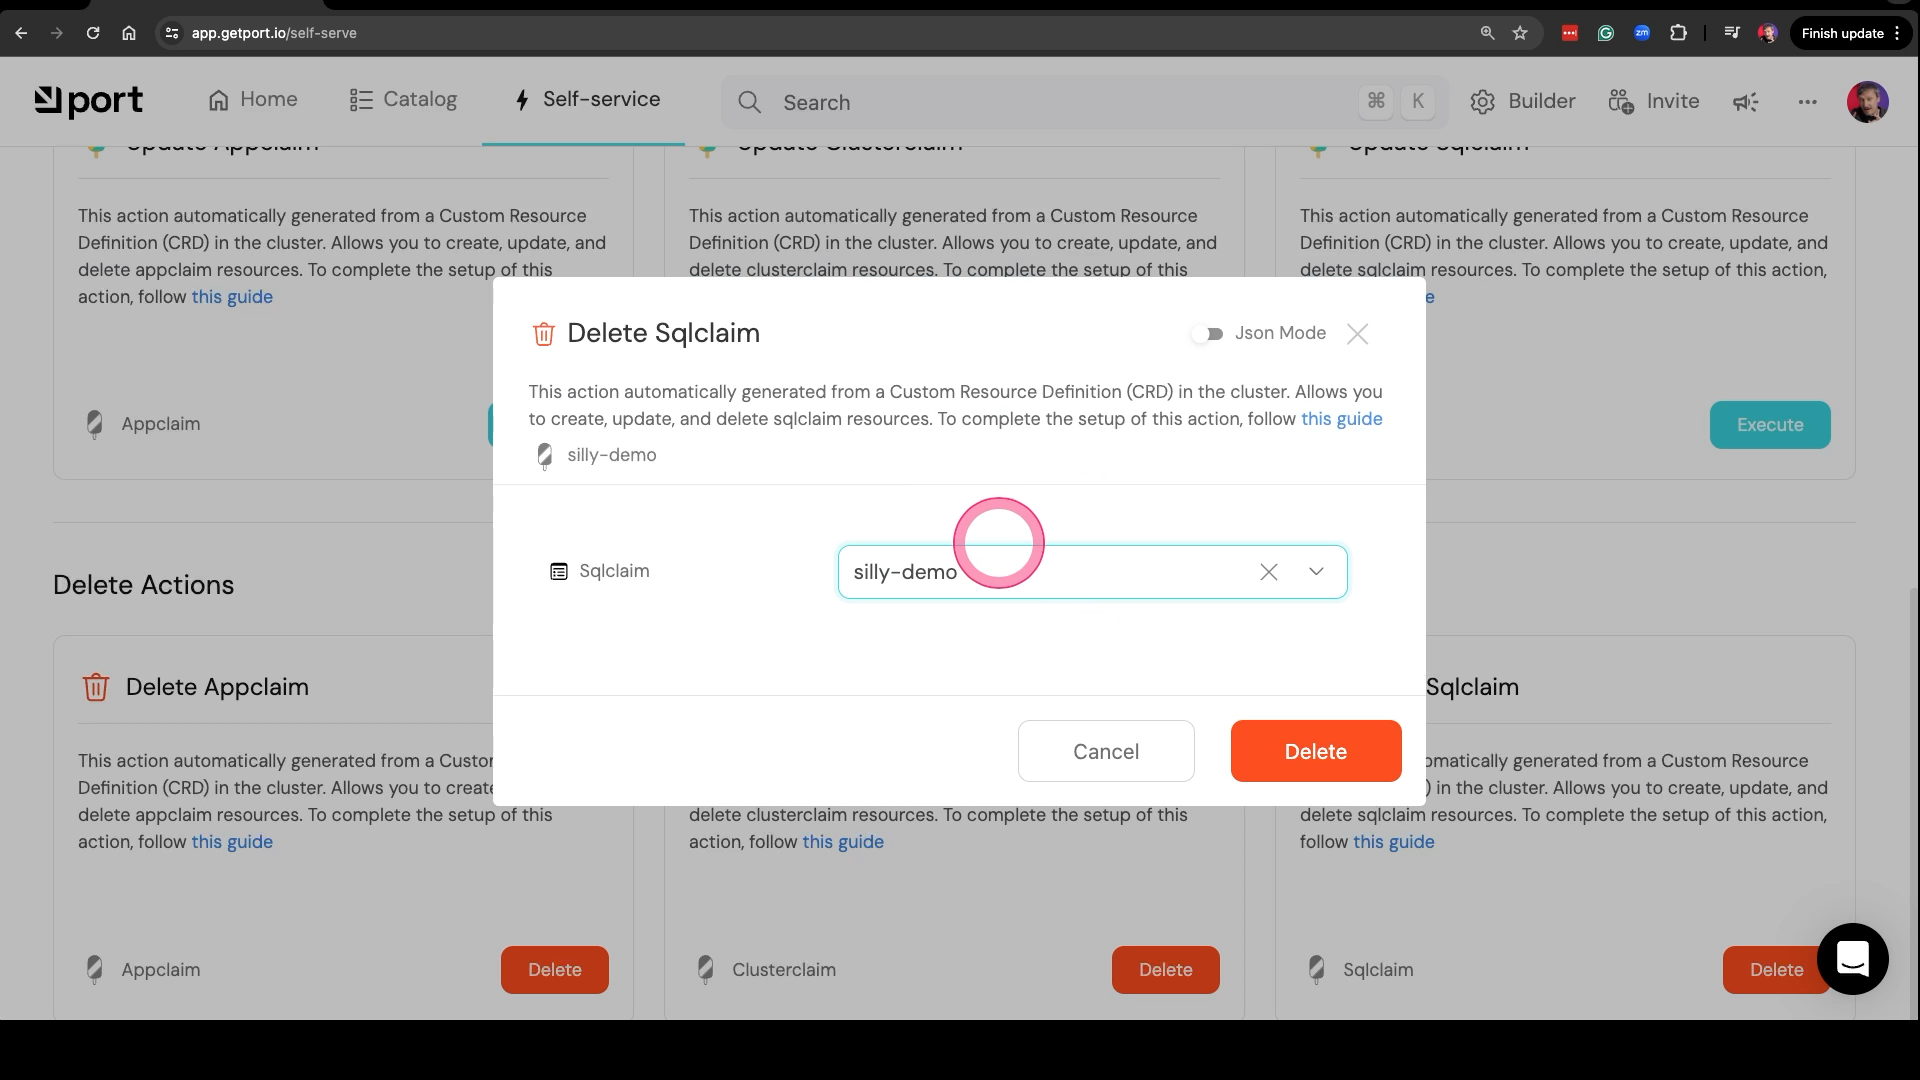 app.getport.io/self-serve
Finish update
port
Home
Catalog
Self-service
Search
⌘ K
Builder
Invite
Update Appclaim
Update Clusterclaim
Update Sqlclaim
This action automatically generated from a Custom Resource
Definition (CRD) in the cluster. Allows you to create, update, and
delete appclaim resources. To complete the setup of this
action, follow this guide
Appclaim
This action automatically generated from a Custom Resource
Definition (CRD) in the cluster. Allows you to create, update, and
delete clusterclaim resources. To complete the setup of this
This action automatically generated from a Custom Resource
Definition (CRD) in the cluster. Allows you to create, update, and
delete sqlclaim resources. To complete the setup of this action,
e
Execute
Delete Sqlclaim
Json Mode
This action automatically generated from a Custom Resource Definition (CRD) in the cluster. Allows you
to create, update, and delete sqlclaim resources. To complete the setup of this action, follow this guide
silly-demo
Sqlclaim
silly-demo
Cancel
Delete
Delete Actions
Delete Appclaim
This action automatically generated from a Custo
Definition (CRD) in the cluster. Allows you to create
delete appclaim resources. To complete the setup of this
action, follow this guide
Appclaim
Delete
delete clusterclaim resources. To complete the setup of this
action, follow this guide
Clusterclaim
Delete
Sqlclaim
omatically generated from a Custom Resource
) in the cluster. Allows you to create, update, and
delete sqlclaim resources. To complete the setup of this action,
follow this guide
Sqlclaim
Delete